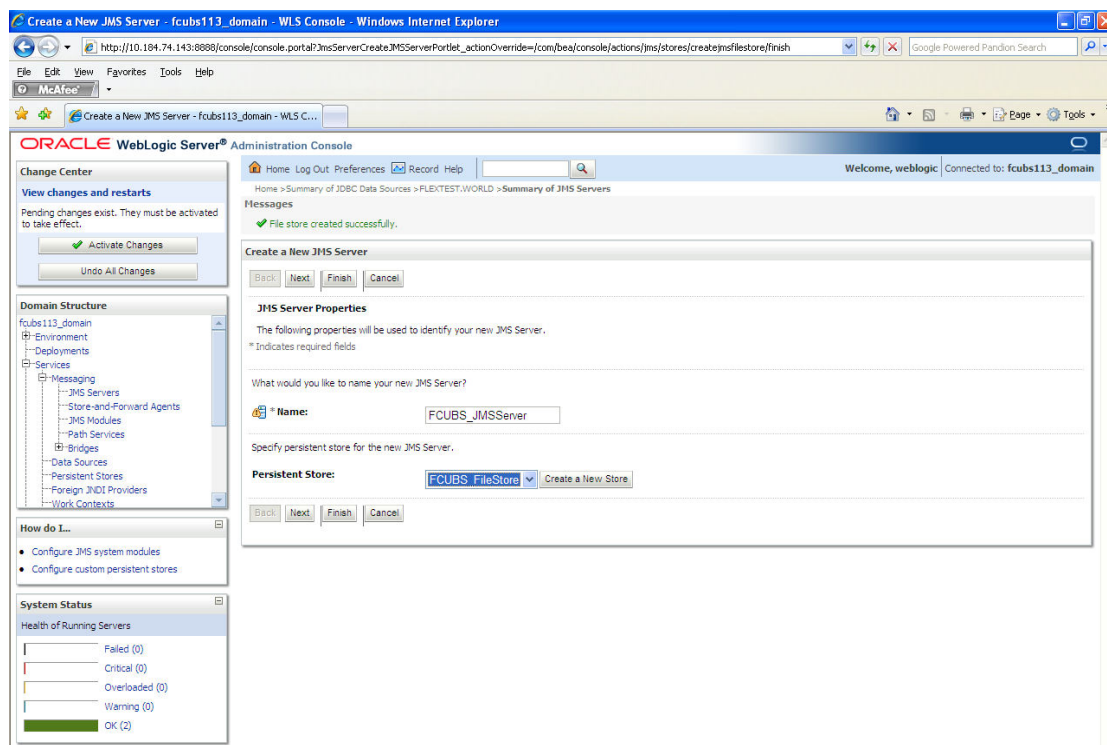 Create a New JMS Server - fcubs113_domain - WLS Console - Windows Internet Explorer
http://10.184.74.143:8888/console/console.portal?JmsServerCreateJMSServerPortlet_actionOverride=/com/bea/console/actions/jms/stores/createjmsfilestore/finish
Google Powered Pandion Search
File Edit View Favorites Tools Help
McAfee
Create a New JMS Server - fcubs113_domain - WLS C...
Page Tools
ORACLE WebLogic Server® Administration Console
Change Center
View changes and restarts
Pending changes exist. They must be activated
to take effect.
Activate Changes
Undo All Changes
Domain Structure
fcubs113_domain
Environment
Deployments
Services
Messaging
JMS Servers
Store-and-Forward Agents
JMS Modules
Path Services
Bridges
Data Sources
Persistent Stores
Foreign JNDI Providers
Work Contexts
How do I...
Configure JMS system modules
Configure custom persistent stores
System Status
Health of Running Servers
Failed (0)
Critical (0)
Overloaded (0)
Warning (0)
OK (2)
Home Log Out Preferences Record Help
Welcome, weblogic Connected to: fcubs113_domain
Home >Summary of JDBC Data Sources >FLEXTEST.WORLD >Summary of JMS Servers
Messages
File store created successfully.
Create a New JMS Server
Back Next Finish Cancel
JMS Server Properties
The following properties will be used to identify your new JMS Server.
* Indicates required fields
What would you like to name your new JMS Server?
* Name: FCUBS_JMSServer
Specify persistent store for the new JMS Server.
Persistent Store: FCUBS_FileStore Create a New Store
Back Next Finish Cancel